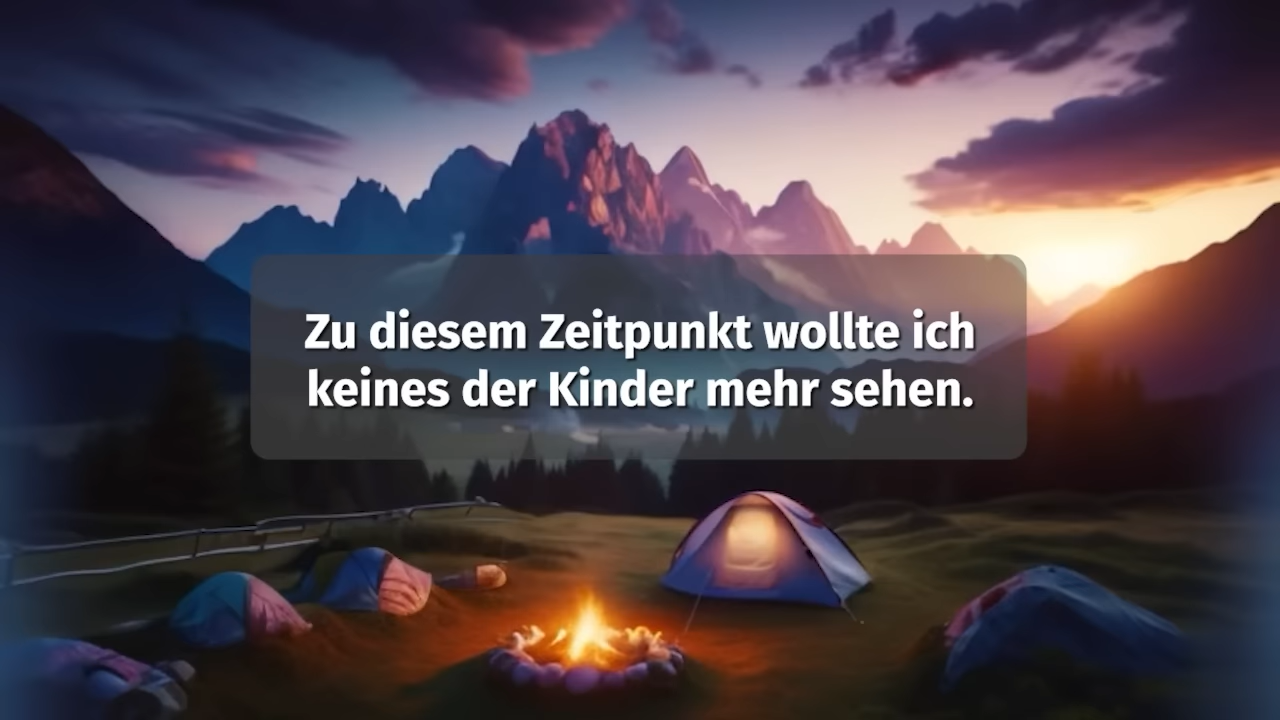 Zu diesem Zeitpunkt wollte ich
keines der Kinder mehr sehen.